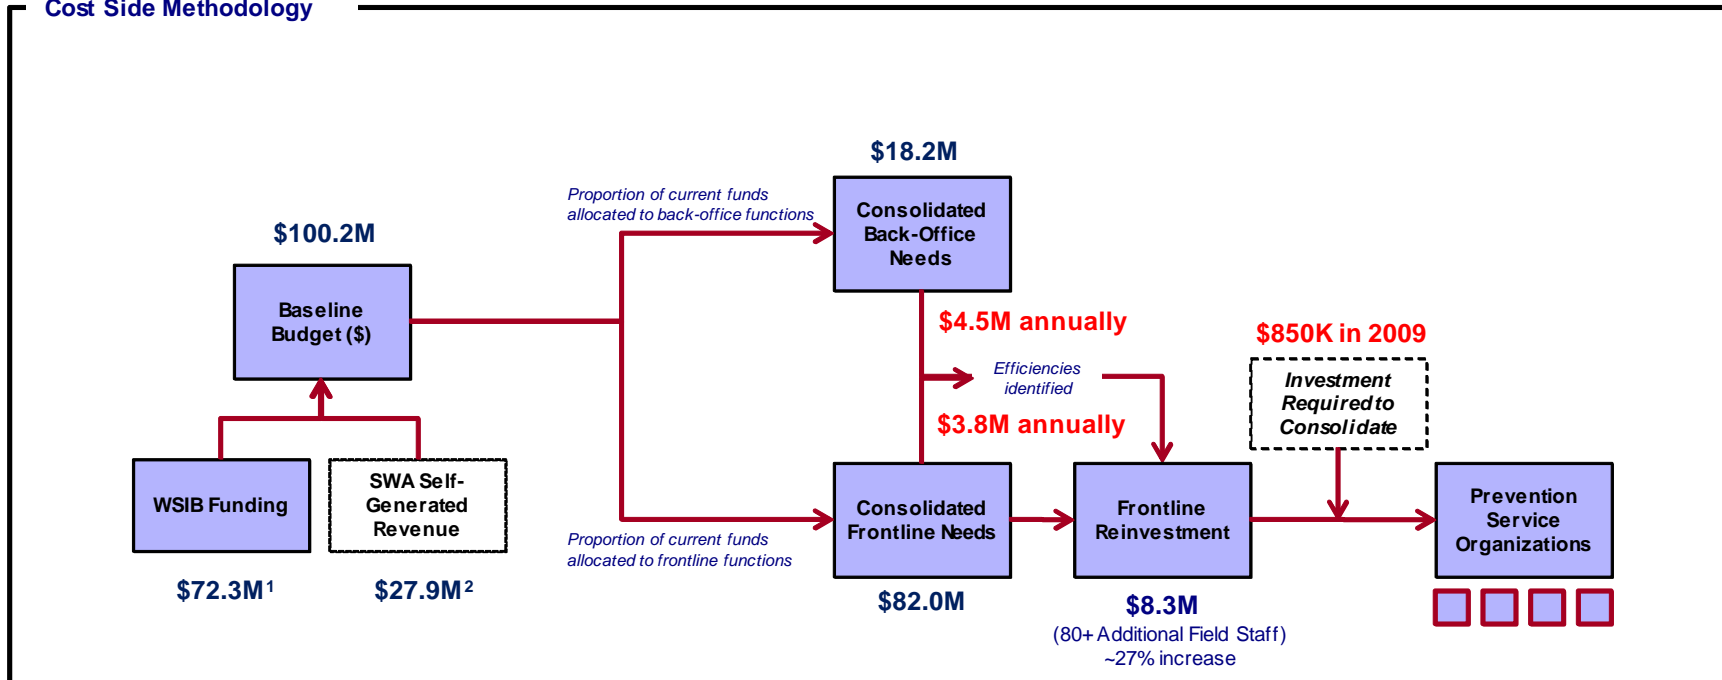 Cost Side Methodology
$18.2M
Proportion of current funds
allocated to back-office functions
Consolidated
Back-Office
Needs
$100.2M
Baseline
Budget ($)
$4.5M annually
Efficiencies
identified
$3.8M annually
$850K in 2009
Investment
Required to
Consolidate
WSIB Funding
SWA Self-
Generated
Revenue
Consolidated
Frontline Needs
Frontline
Reinvestment
Prevention
Service
Organizations
Proportion of current funds
allocated to frontline functions
$72.3M¹
$27.9M²
$82.0M
$8.3M
(80+ Additional Field Staff)
~27% increase